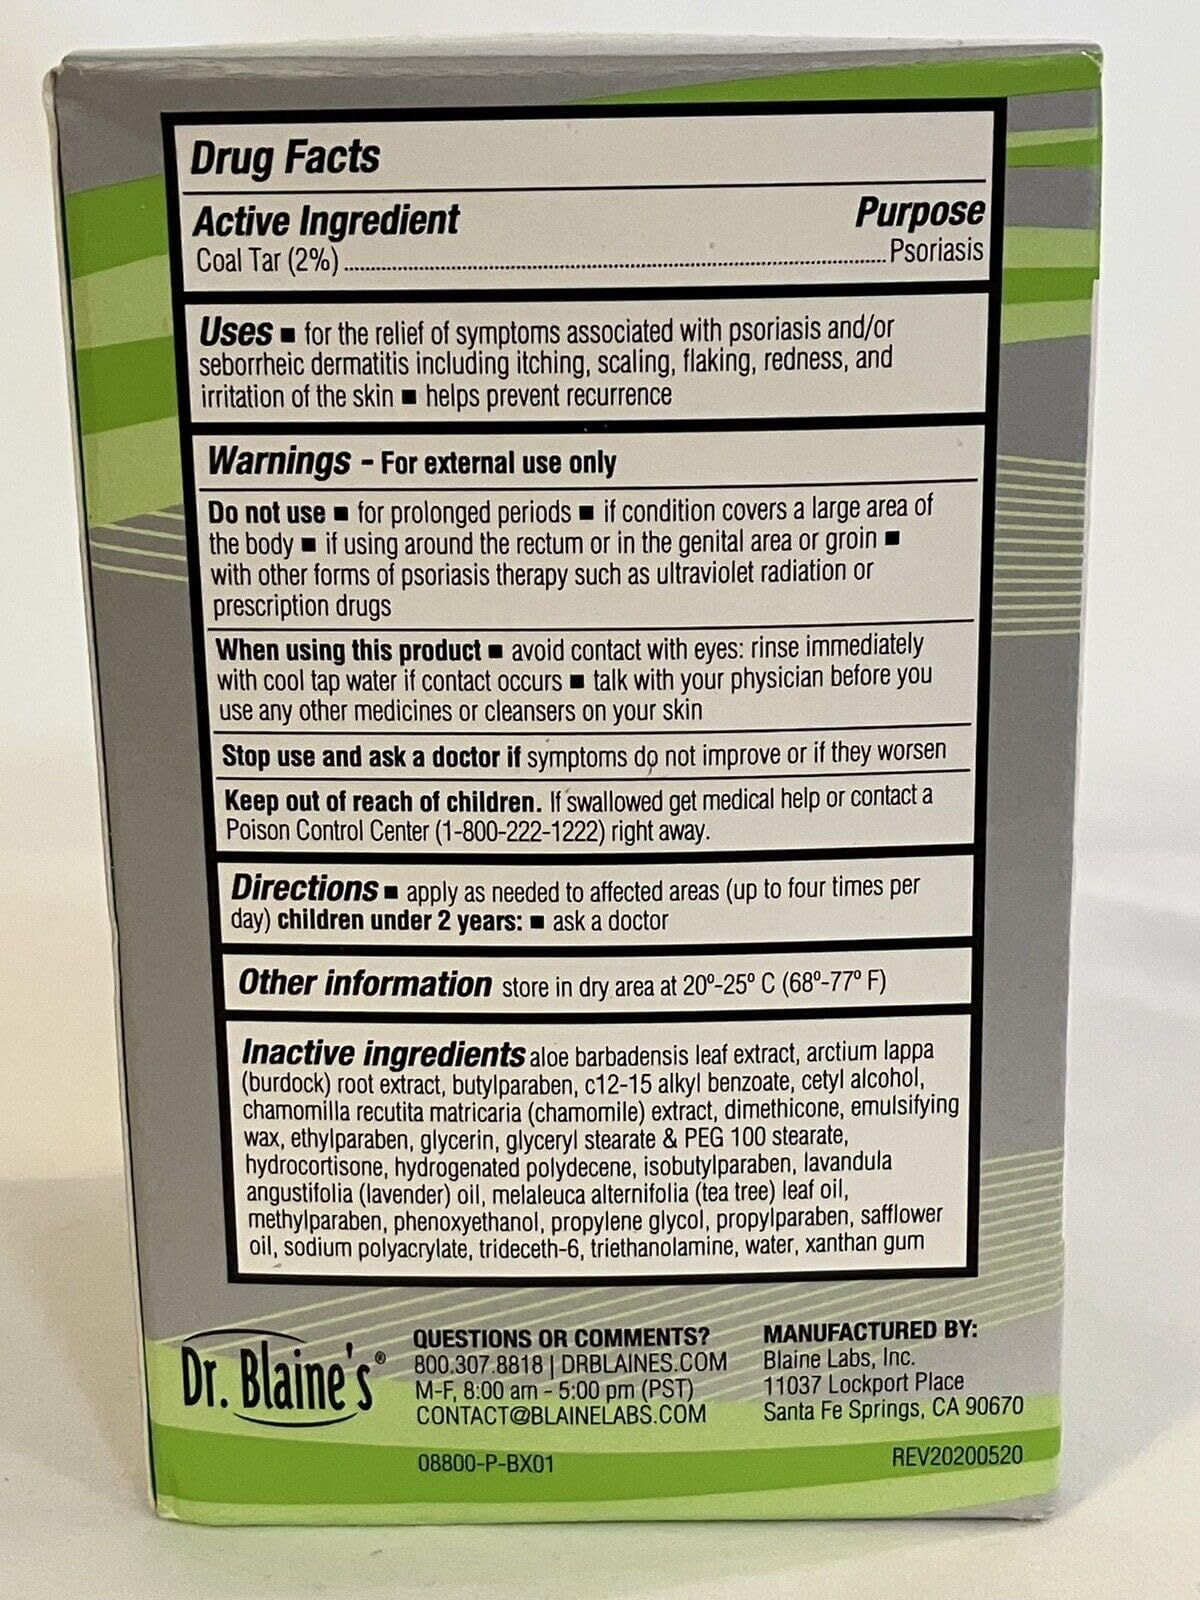 Drug Facts
Active Ingredient Purpose
Coal Tar (2%) ........ Psoriasis
Uses ■ for the relief of symptoms associated with psoriasis and/or
seborrheic dermatitis including itching, scaling, flaking, redness, and
irritation of the skin ■ helps prevent recurrence
Warnings - For external use only
Do not use ■ for prolonged periods ■ if condition covers a large area of
the body ■ if using around the rectum or in the genital area or groin ■
with other forms of psoriasis therapy such as ultraviolet radiation or
prescription drugs
When using this product ■ avoid contact with eyes: rinse immediately
with cool tap water if contact occurs ■ talk with your physician before you
use any other medicines or cleansers on your skin
Stop use and ask a doctor if symptoms do not improve or if they worsen
Keep out of reach of children. If swallowed get medical help or contact a
Poison Control Center (1-800-222-1222) right away.
Directions ■ apply as needed to affected areas (up to four times per
day) children under 2 years: ■ ask a doctor
Other information store in dry area at 20º-25º C (68º-77º F)
Inactive ingredients aloe barbadensis leaf extract, arctium lappa
(burdock) root extract, butylparaben, c12-15 alkyl benzoate, cetyl alcohol,
chamomilla recutita matricaria (chamomile) extract, dimethicone, emulsifying
wax, ethylparaben, glycerin, glyceryl stearate & PEG 100 stearate,
hydrocortisone, hydrogenated polydecene, isobutylparaben, lavandula
angustifolia (lavender) oil, melaleuca alternifolia (tea tree) leaf oil,
methylparaben, phenoxyethanol, propylene glycol, propylparaben, safflower
oil, sodium polyacrylate, trideceth-6, triethanolamine, water, xanthan gum
Dr. Blaine's®
QUESTIONS OR COMMENTS?
800.307.8818 | DRBLAINES.COM
M-F, 8:00 am - 5:00 pm (PST)
CONTACT@BLAINELABS.COM
08800-P-BX01
MANUFACTURED BY:
Blaine Labs, Inc.
11037 Lockport Place
Santa Fe Springs, CA 90670
REV20200520